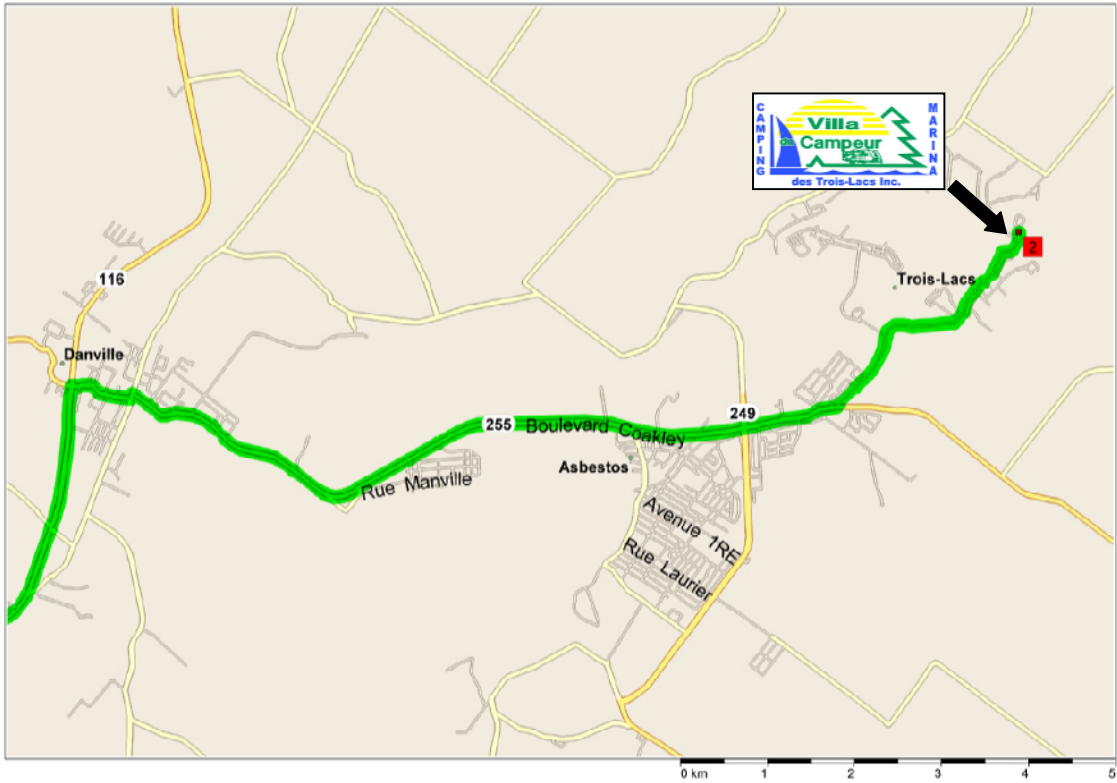 CAMPING
Villa
du Campeur
MARINA
des Trois-Lacs Inc.
2
Trois-Lacs
116
Danville
249
255 Boulevard Coakley
Asbestos
Rue Manville
Avenue 1RE
Rue Laurier
0 km 1 2 3 4 5